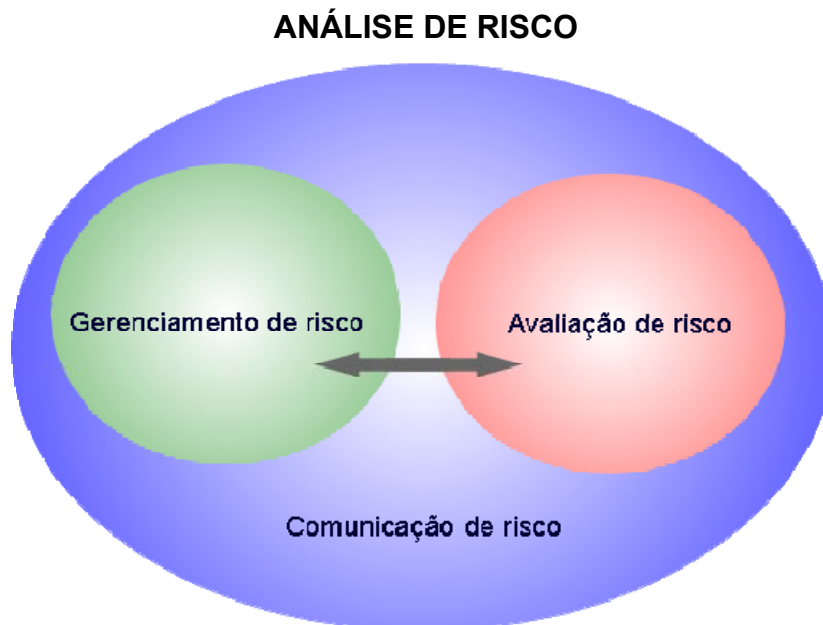 ANÁLISE DE RISCO
Gerenciamento de risco
Avaliação de risco
Comunicação de risco